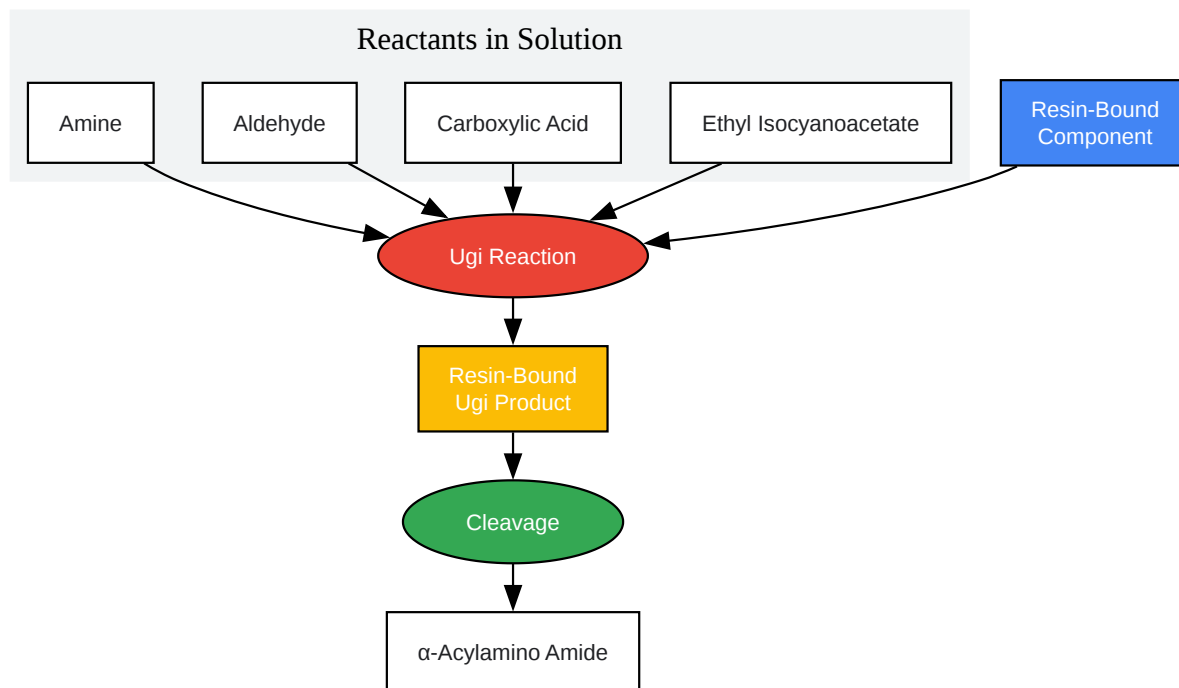 Reactants in Solution
Amine
Aldehyde
Carboxylic Acid
Ethyl Isocyanoacetate
Resin-Bound
Component
Ugi Reaction
Resin-Bound
Ugi Product
Cleavage
α-Acylamino Amide